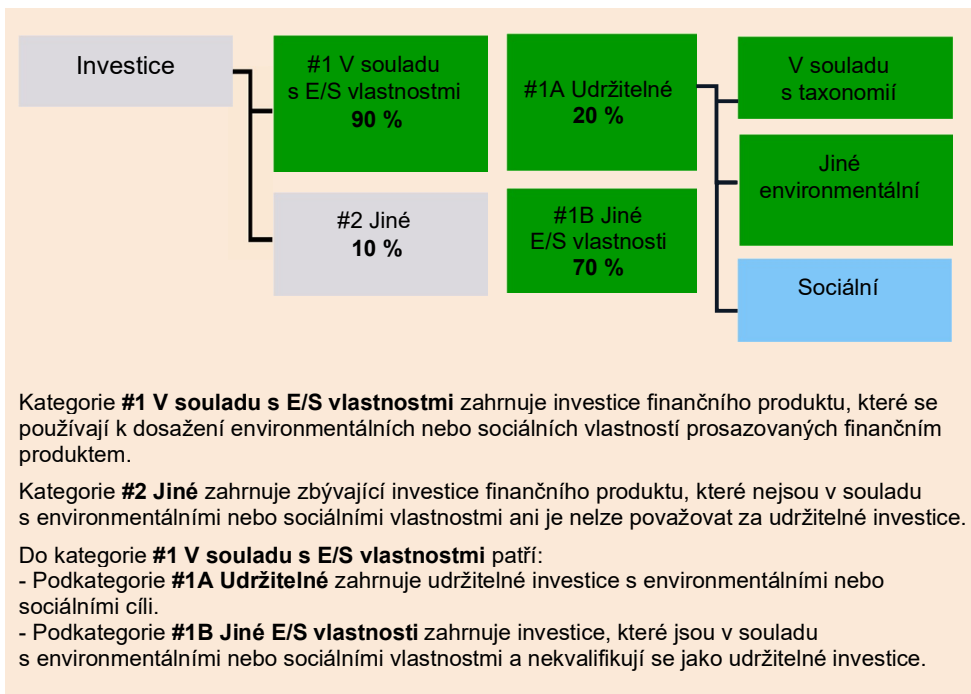 Investice
#1 V souladu
s E/S vlastnostmi
90 %
#2 Jiné
10 %
#1A Udržitelné
20 %
#1B Jiné
E/S vlastnosti
70 %
V souladu
s taxonomií
Jiné
environmentální
Sociální
Kategorie #1 V souladu s E/S vlastnostmi zahrnuje investice finančního produktu, které se
používají k dosažení environmentálních nebo sociálních vlastností prosazovaných finančním
produktem.
Kategorie #2 Jiné zahrnuje zbývající investice finančního produktu, které nejsou v souladu
s environmentálními nebo sociálními vlastnostmi ani je nelze považovat za udržitelné investice.
Do kategorie #1 V souladu s E/S vlastnostmi patří:
- Podkategorie #1A Udržitelné zahrnuje udržitelné investice s environmentálními nebo
sociálními cíli.
- Podkategorie #1B Jiné E/S vlastnosti zahrnuje investice, které jsou v souladu
s environmentálními nebo sociálními vlastnostmi a nekvalifikují se jako udržitelné investice.